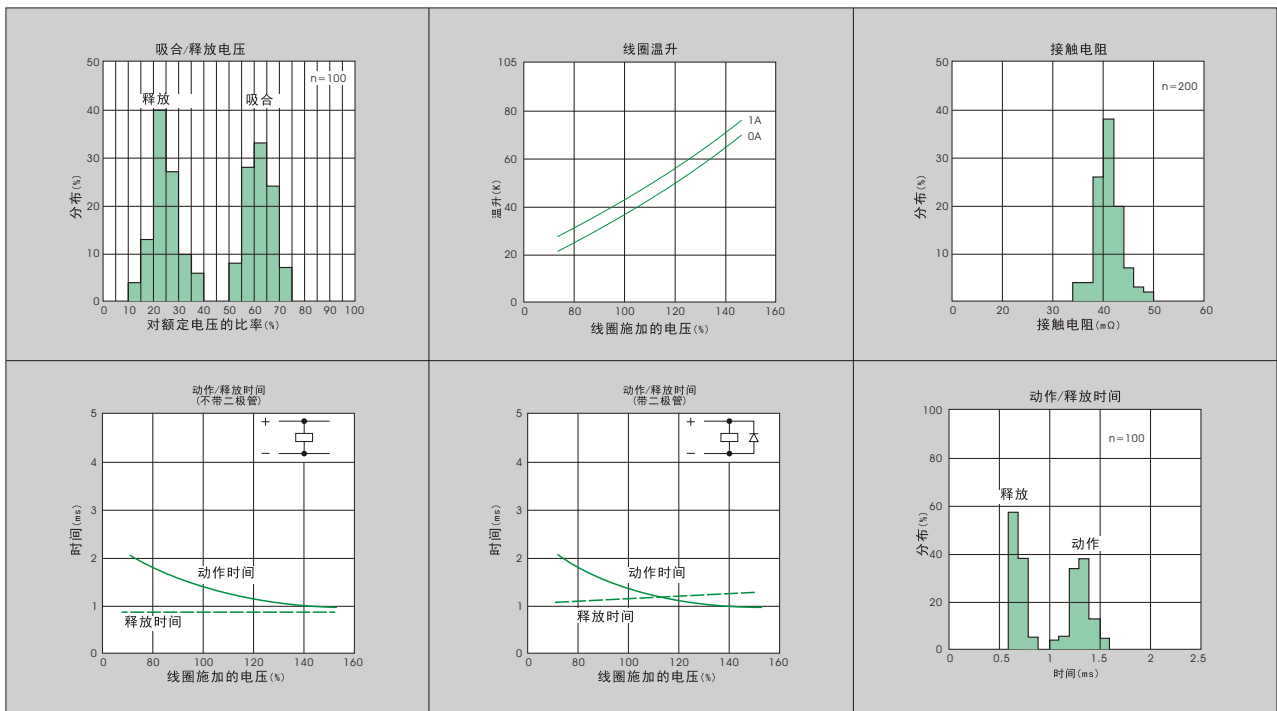 吸合/释放电压
50
40
30
20
10
0
分布(%)
n=100
释放
吸合
0 10 20 30 40 50 60 70 80 90 100
对额定电压的比率(%)
线圈温升
105
80
60
40
20
0
温升(K)
1A
0A
0 80 100 120 140 160
线圈施加的电压(%)
接触电阻
50
40
30
20
10
分布(%)
n=200
0 20 30 40 50 60
接触电阻(mΩ)
动作/释放时间
(不带二极管)
5
4
3
2
1
0
时间(ms)
+
−
动作时间
释放时间
80 100 120 140 160
线圈施加的电压(%)
动作/释放时间
(带二极管)
5
4
3
2
1
0
时间(ms)
+
−
动作时间
释放时间
0 80 100 120 140 160
线圈施加的电压(%)
动作/释放时间
100
80
60
40
20
0
分布(%)
n=100
释放
动作
0 0.5 1 1.5 2 2.5
时间(ms)